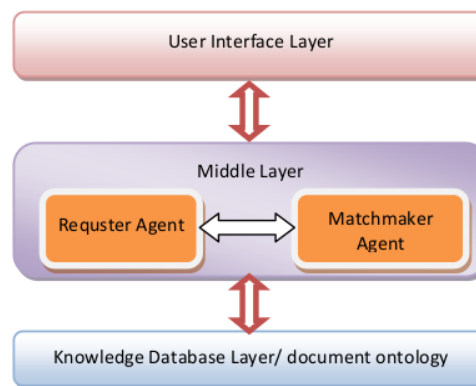 User Interface Layer
Middle Layer
Requster Agent
Matchmaker
Agent
Knowledge Database Layer/ document ontology